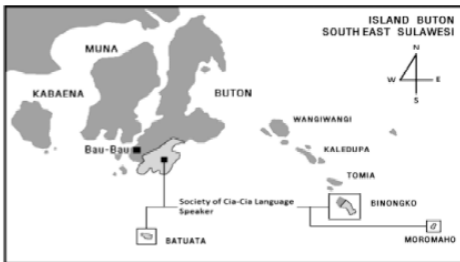 ISLAND BUTON
SOUTH EAST SULAWESI
N
W E
S
MUNA
KABAENA
BUTON
WANGIWANGI
Bau-Bau
KALEDUPA
TOMIA
Society of Cia-Cia Language
Speaker
BINONGKO
BATUATA
MOROMAHO